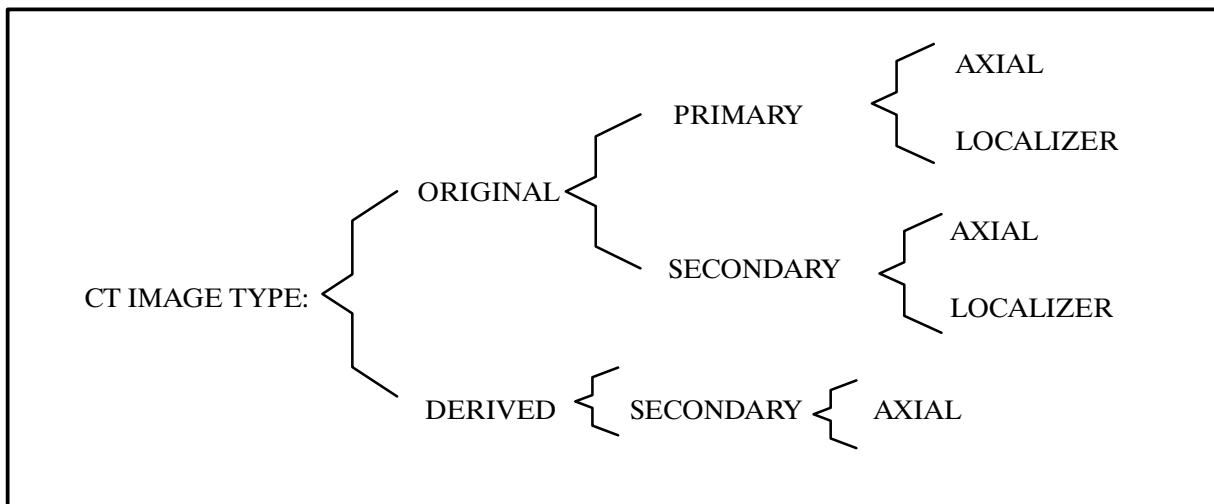 AXIAL
PRIMARY
LOCALIZER
ORIGINAL
AXIAL
SECONDARY
CT IMAGE TYPE:
LOCALIZER
DERIVED SECONDARY AXIAL